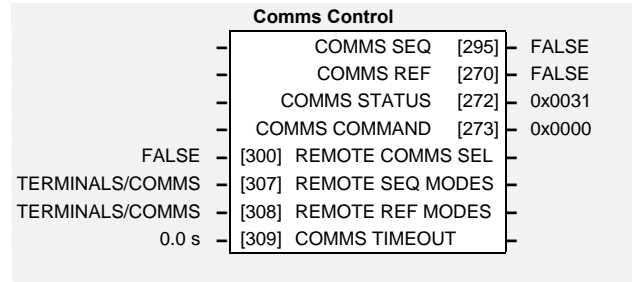 Comms Control
– COMMS SEQ [295] – FALSE
– COMMS REF [270] – FALSE
– COMMS STATUS [272] – 0x0031
– COMMS COMMAND [273] – 0x0000
FALSE – [300] REMOTE COMMS SEL –
TERMINALS/COMMS – [307] REMOTE SEQ MODES –
TERMINALS/COMMS – [308] REMOTE REF MODES –
0.0 s – [309] COMMS TIMEOUT –